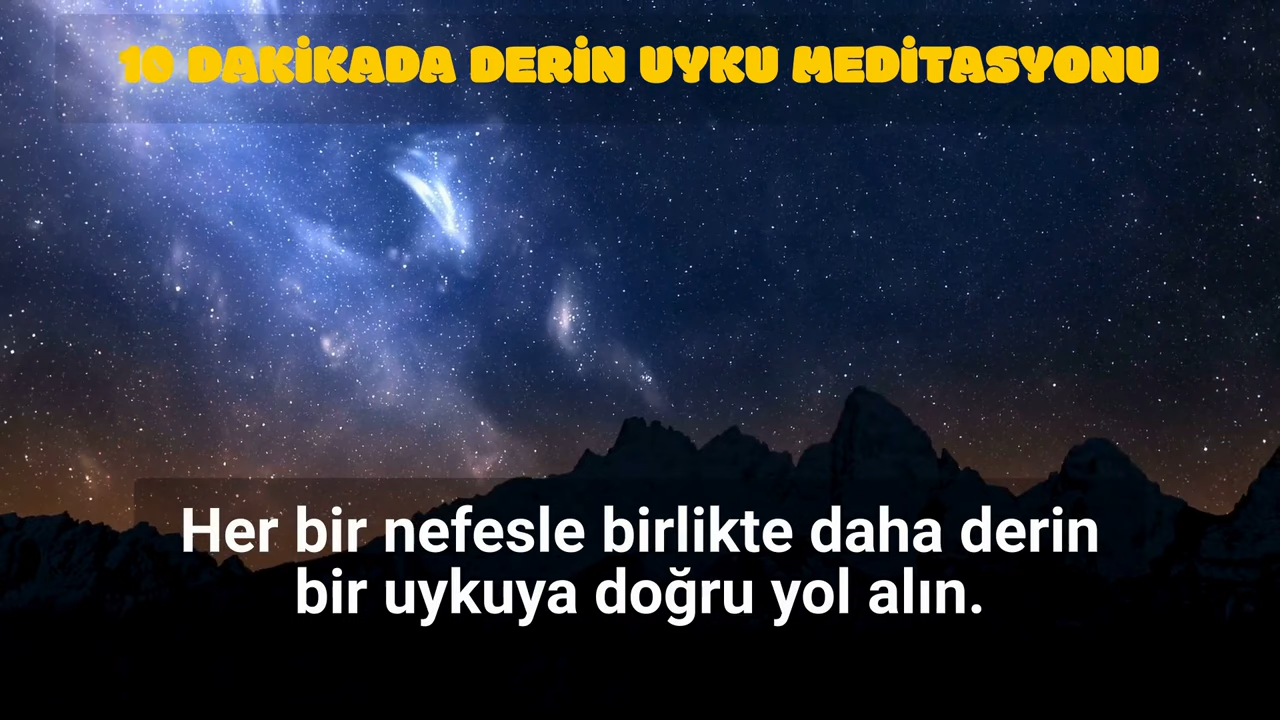 10 DAKİKADA DERİN UYKU MEDİTASYONU
Her bir nefesle birlikte daha derin
bir uykuya doğru yol alın.